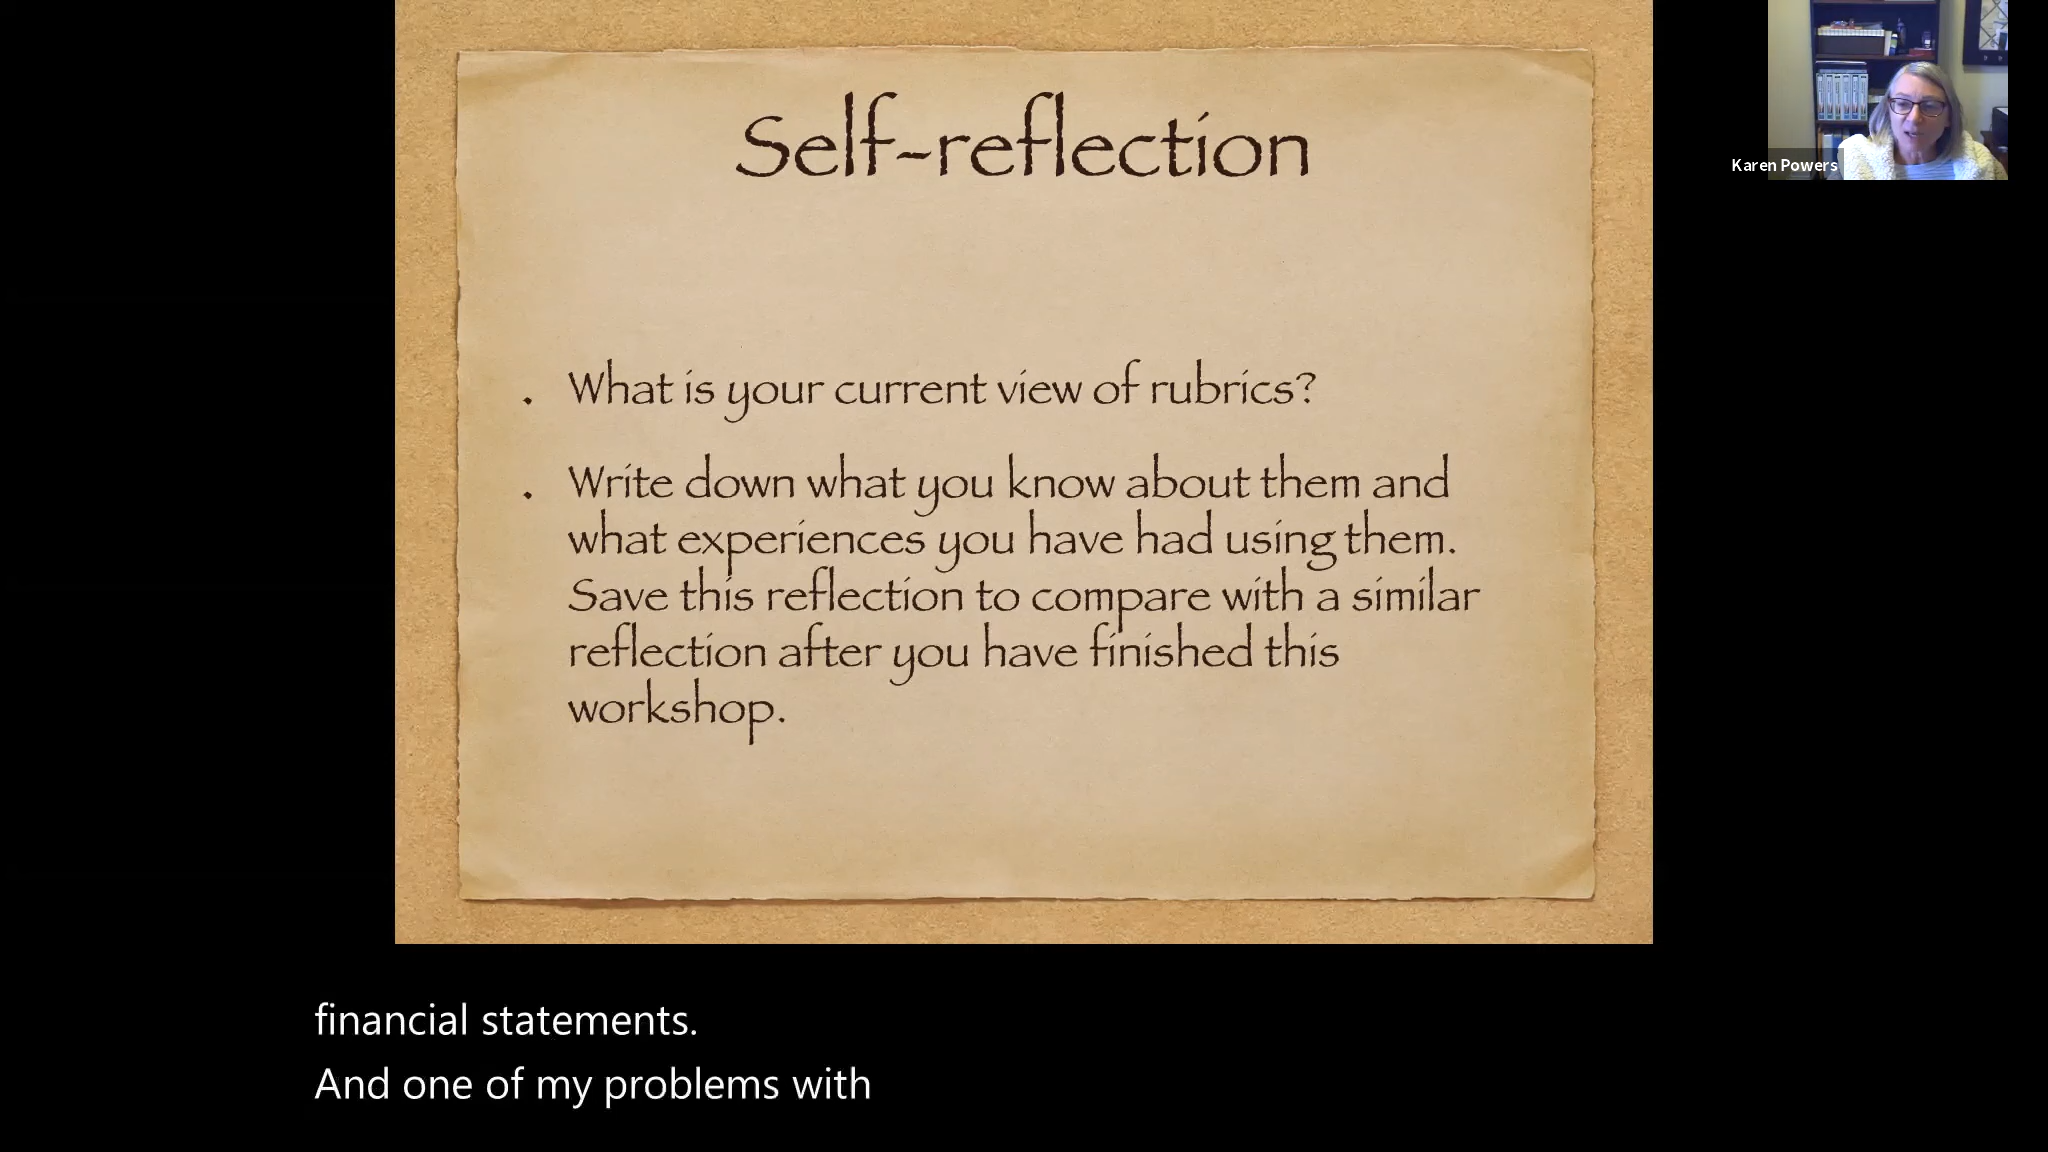 Self-reflection
Karen Powers
. What is your current view of rubrics?
. Write down what you know about them and
what experiences you have had using them.
Save this reflection to compare with a similar
reflection after you have finished this
workshop.
financial statements.
And one of my problems with